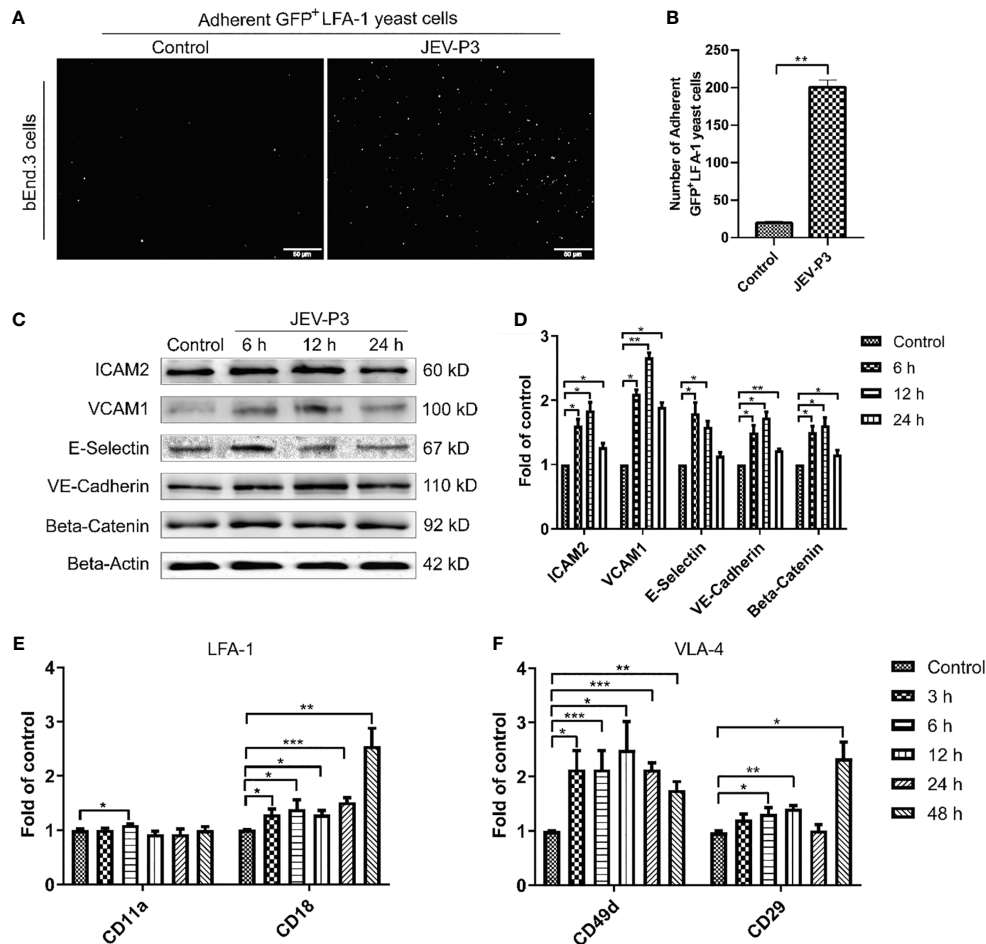 A
Adherent GFP+LFA-1 yeast cells
Control
JEV-P3
bEnd.3 cells
50 μm
50 μm
B
Number of Adherent
GFP+LFA-1 yeast cells
250
200
150
100
50
0
**
Control
JEV-P3
C
JEV-P3
Control
6 h
12 h
24 h
ICAM2
60 kD
VCAM1
100 kD
E-Selectin
67 kD
VE-Cadherin
110 kD
Beta-Catenin
92 kD
Beta-Actin
42 kD
D
Fold of control
3
2
1
0
*
*
*
**
*
*
*
**
*
*
*
*
*
ICAM2
VCAM1
E-Selectin
VE-Cadherin
Beta-Catenin
Control
6 h
12 h
24 h
E
LFA-1
Fold of control
4
3
2
1
0
*
**
***
*
*
*
CD11a
CD18
F
VLA-4
Fold of control
4
3
2
1
0
**
***
*
***
*
*
**
*
CD49d
CD29
Control
3 h
6 h
12 h
24 h
48 h